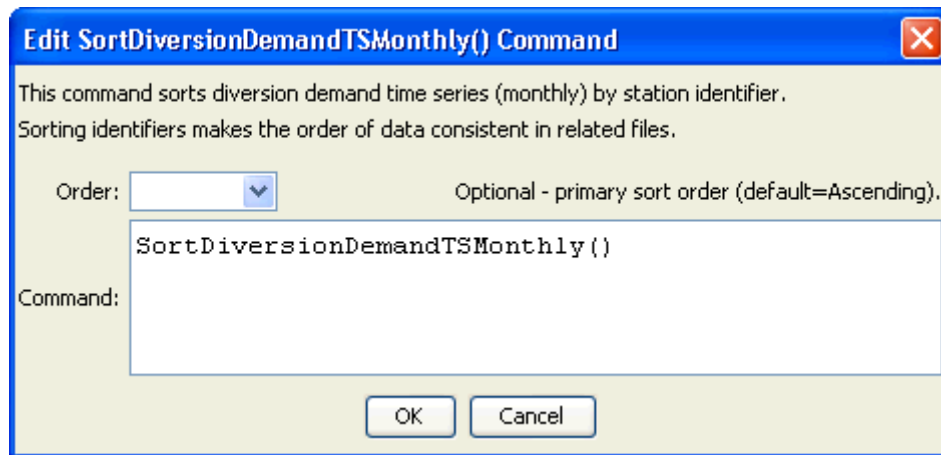 Edit SortDiversionDemandTSMonthly() Command
This command sorts diversion demand time series (monthly) by station identifier.
Sorting identifiers makes the order of data consistent in related files.
Order: Optional - primary sort order (default=Ascending).
Command: SortDiversionDemandTSMonthly()
OK Cancel